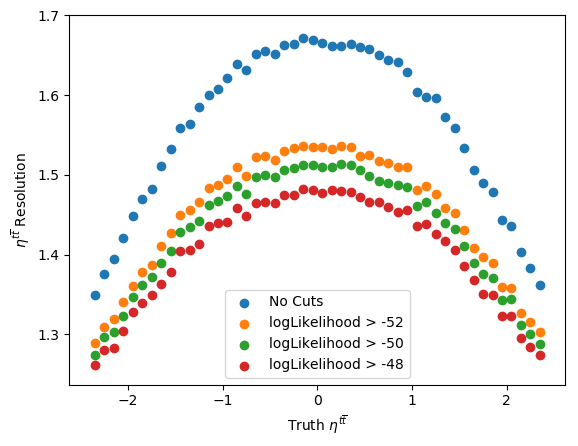 1.7
1.6
1.5
1.4
1.3
η^{tt̅} Resolution
No Cuts
logLikelihood > -52
logLikelihood > -50
logLikelihood > -48
−2
−1
0
1
2
Truth η^{tt̅}